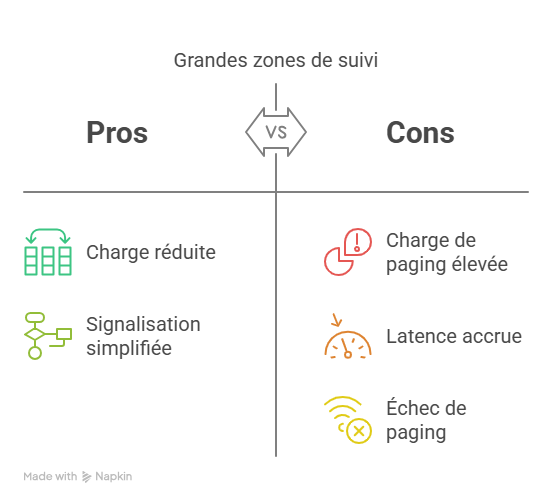 Grandes zones de suivi
Pros
VS
Cons
Charge réduite
Signalisation
simplifiée
Charge de
paging élevée
Latence accrue
Échec de
paging
Made with Napkin